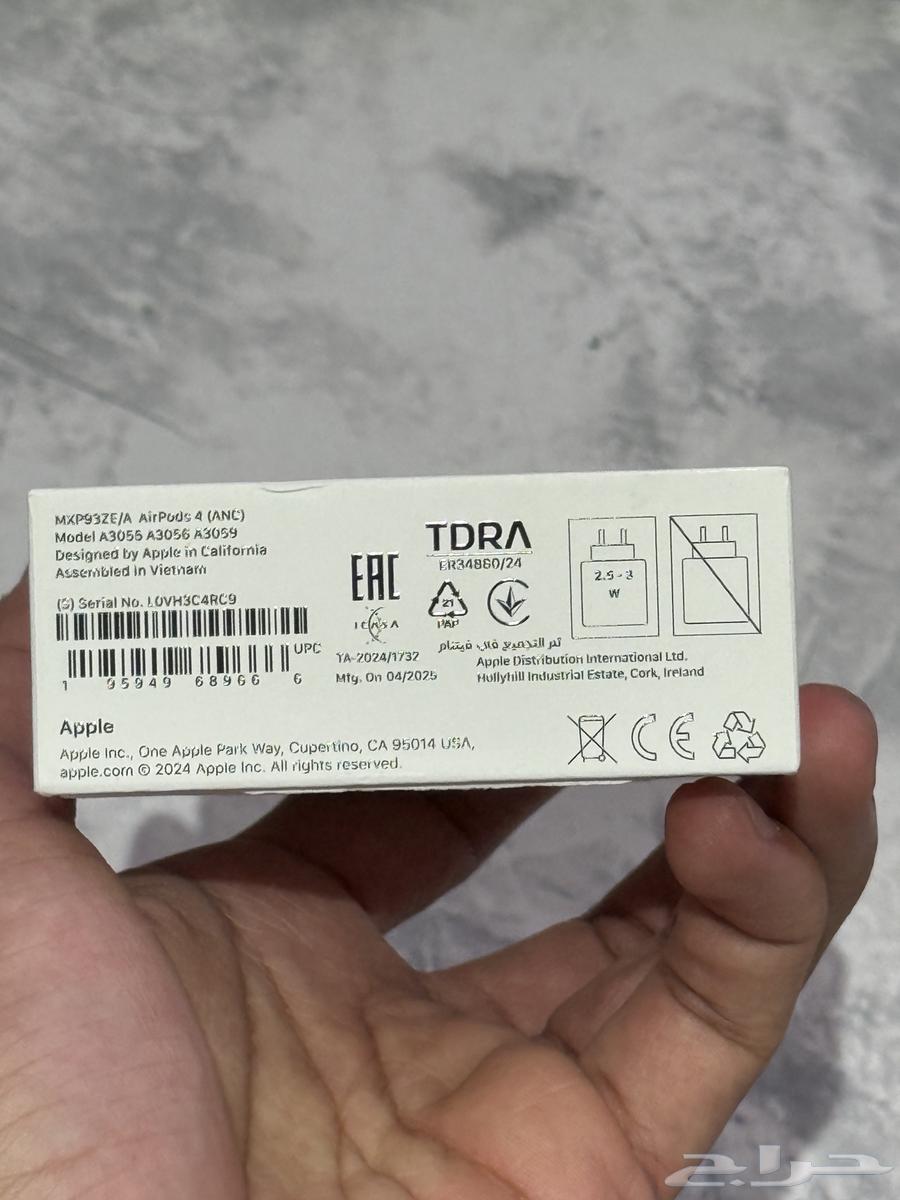 MXP93ZE/A AirPods 4 (ANC)
Model A3055 A3056 A3059
Designed by Apple in California
Assembled in Vietnam
(S) Serial No. L0VH3C4RC9
UPC
1 95949 68966 6
EAC
ICASA
TA-2024/1732
Mfg. On 04/2025
TDRA
ER34860/24
21
PAP
تم التجميع في فيتنام
Apple Distribution International Ltd.
Hollyhill Industrial Estate, Cork, Ireland
2.5 - 3
W
Apple
Apple Inc., One Apple Park Way, Cupertino, CA 95014 USA,
apple.com © 2024 Apple Inc. All rights reserved.
CE
حراج